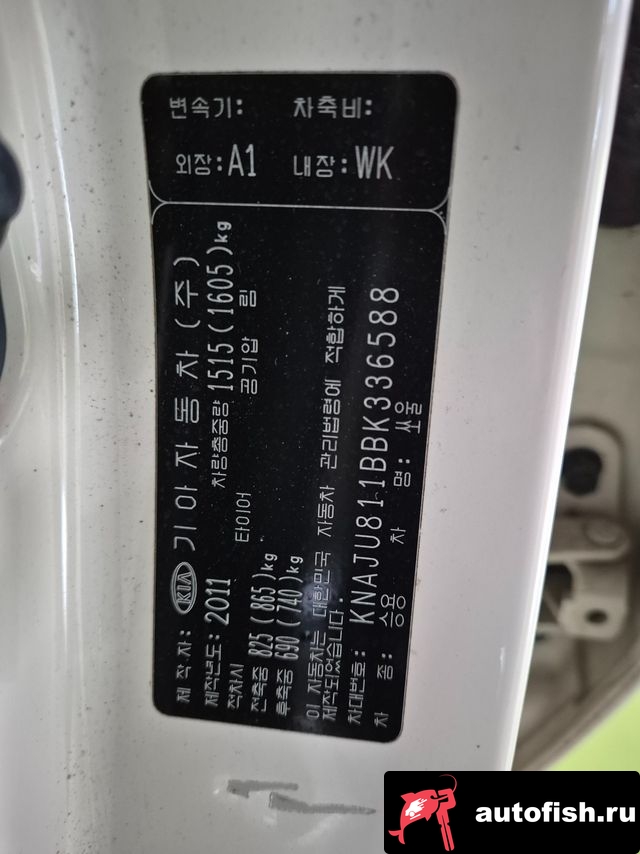 변속기: 차축비:
외장:A1 내장:WK
제 작 자: KIA 기아자동차(주)
제작년도:2011 차량총중량 1515(1605)kg
적차시 타이어 공기압 림
전축중 825(865)kg
후축중 690(740)kg
이 자동차는 대한민국 자동차 관리법령에 적합하게
제작되었습니다.
차대번호: KNAJU811BBK336588
차 종: 승용 차 명: 쏘울
autofish.ru